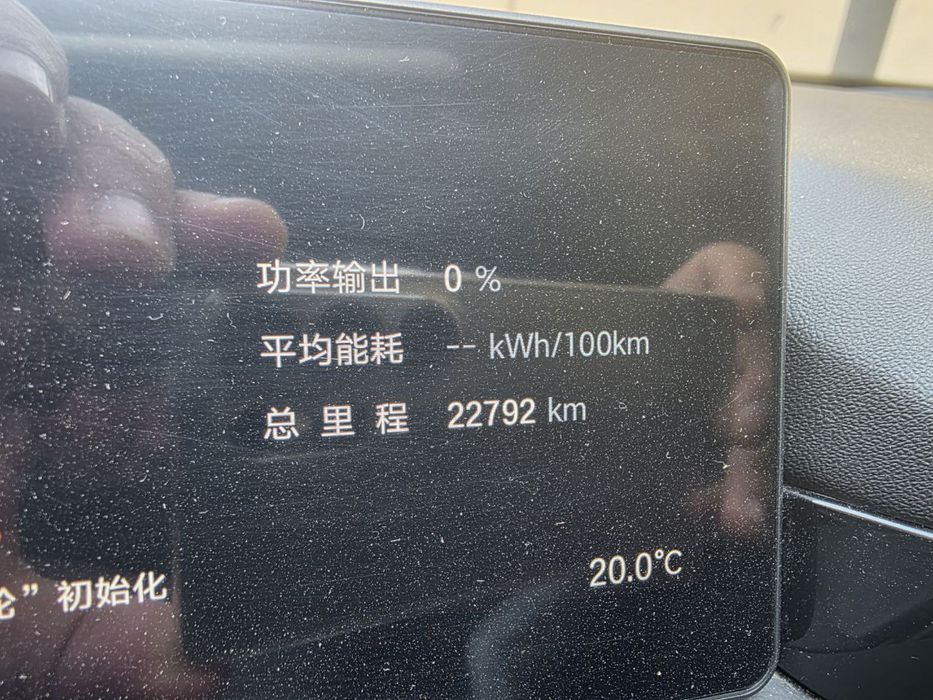 功率输出 0 %
平均能耗 -- kWh/100km
总里程 22792 km
20.0℃
” 初始化